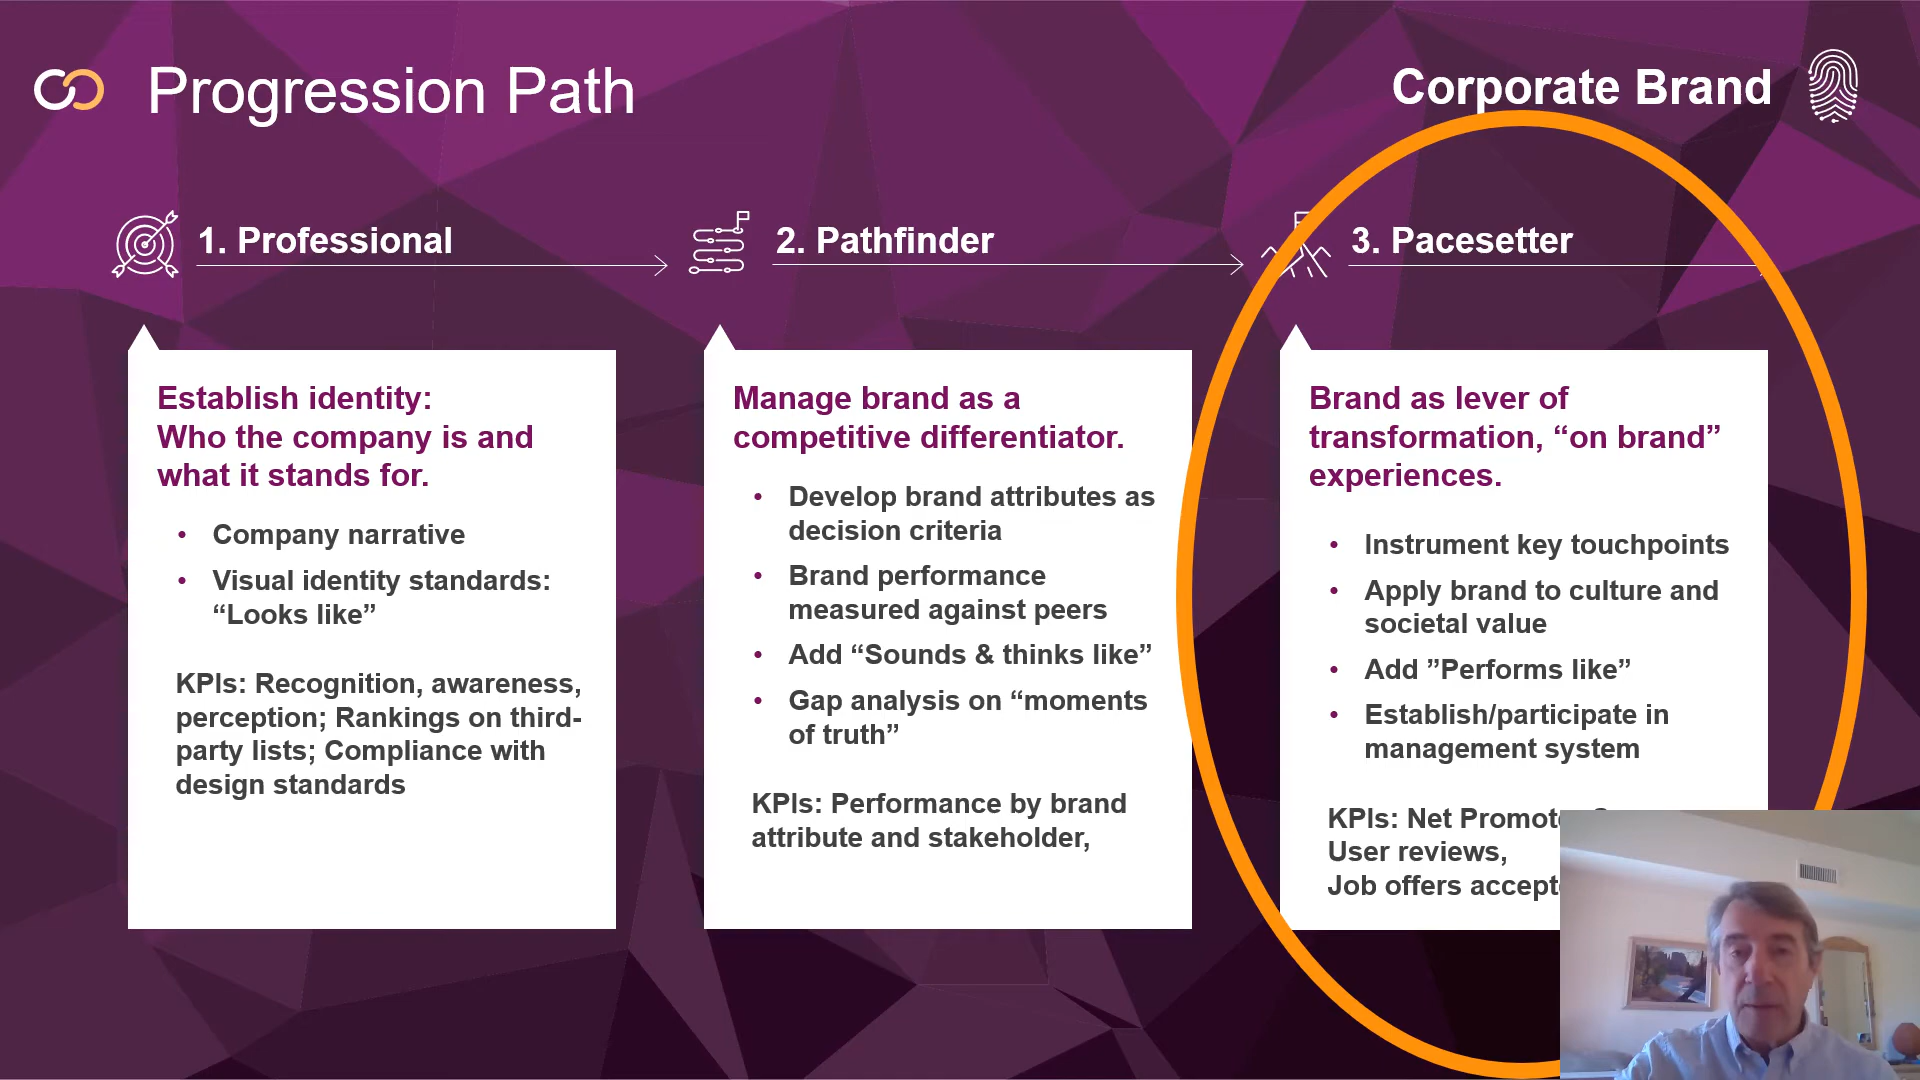 Progression Path
Corporate Brand
1. Professional
2. Pathfinder
3. Pacesetter
Establish identity:
Who the company is and
what it stands for.
• Company narrative
• Visual identity standards:
“Looks like”
KPIs: Recognition, awareness,
perception; Rankings on third-
party lists; Compliance with
design standards
Manage brand as a
competitive differentiator.
• Develop brand attributes as
decision criteria
• Brand performance
measured against peers
• Add “Sounds & thinks like”
• Gap analysis on “moments
of truth”
KPIs: Performance by brand
attribute and stakeholder,
Brand as lever of
transformation, “on brand”
experiences.
• Instrument key touchpoints
• Apply brand to culture and
societal value
• Add ”Performs like”
• Establish/participate in
management system
KPIs: Net
User reviews,
Job offers